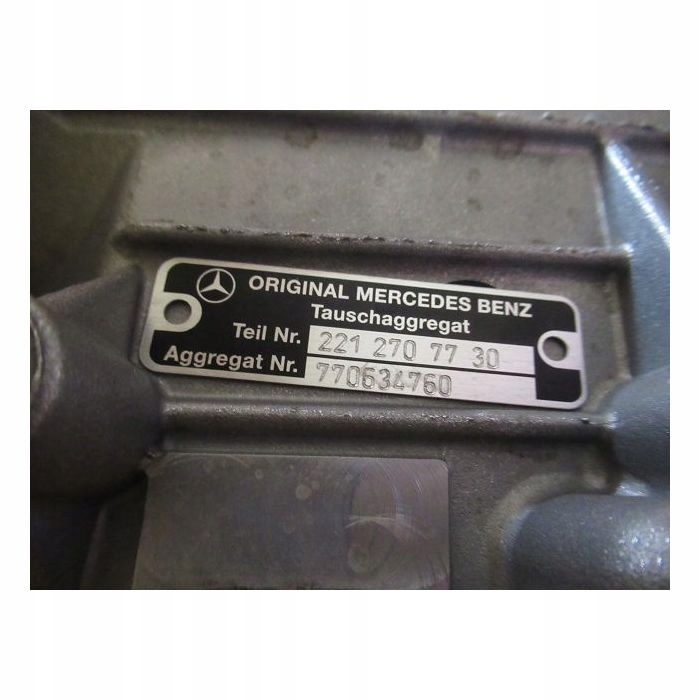 ORIGINAL MERCEDES BENZ
Tauschaggregat
Teil Nr. 221 270 77 30
Aggregat Nr. 770634760